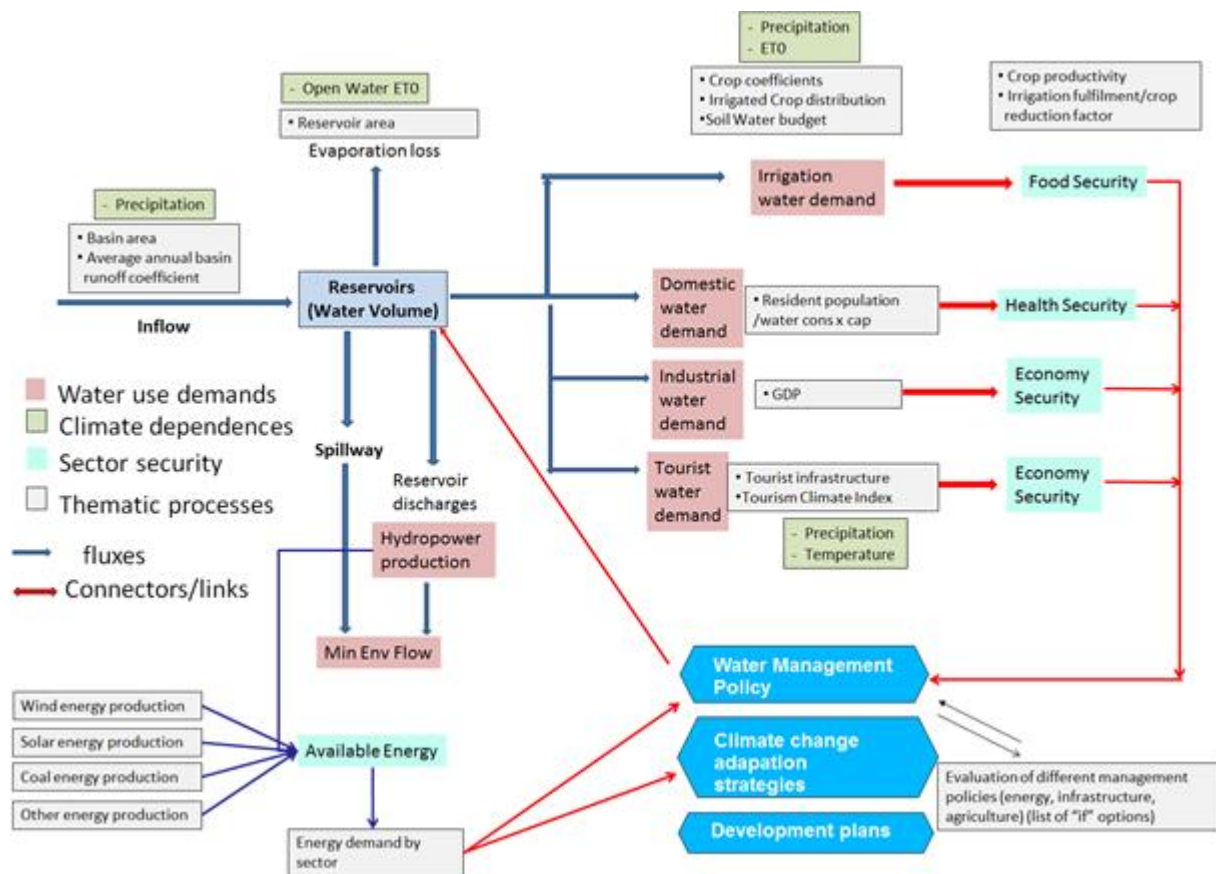 - Precipitation
- ET0
- Open Water ET0
▪ Crop coefficients
▪ Irrigated Crop distribution
▪Soil Water budget
▪ Crop productivity
▪ Irrigation fulfilment/crop
reduction factor
▪ Reservoir area
Evaporation loss
Irrigation
water demand
Food Security
- Precipitation
▪ Basin area
▪ Average annual basin
runoff coefficient
Reservoirs
(Water Volume)
Inflow
Domestic
water
demand
▪ Resident population
/water cons x cap
Health Security
Water use demands
Climate dependences
Sector security
Thematic processes
fluxes
Connectors/links
Industrial
water
demand
▪ GDP
Economy
Security
Spillway
Reservoir
discharges
Tourist
water
demand
▪ Tourist infrastructure
▪Tourism Climate Index
Economy
Security
- Precipitation
- Temperature
Hydropower
production
Min Env Flow
Water Management
Policy
Wind energy production
Solar energy production
Coal energy production
Other energy production
Available Energy
Climate change
adapation
strategies
Evaluation of different management
policies (energy, infrastructure,
agriculture) (list of "if" options)
Energy demand by
sector
Development plans